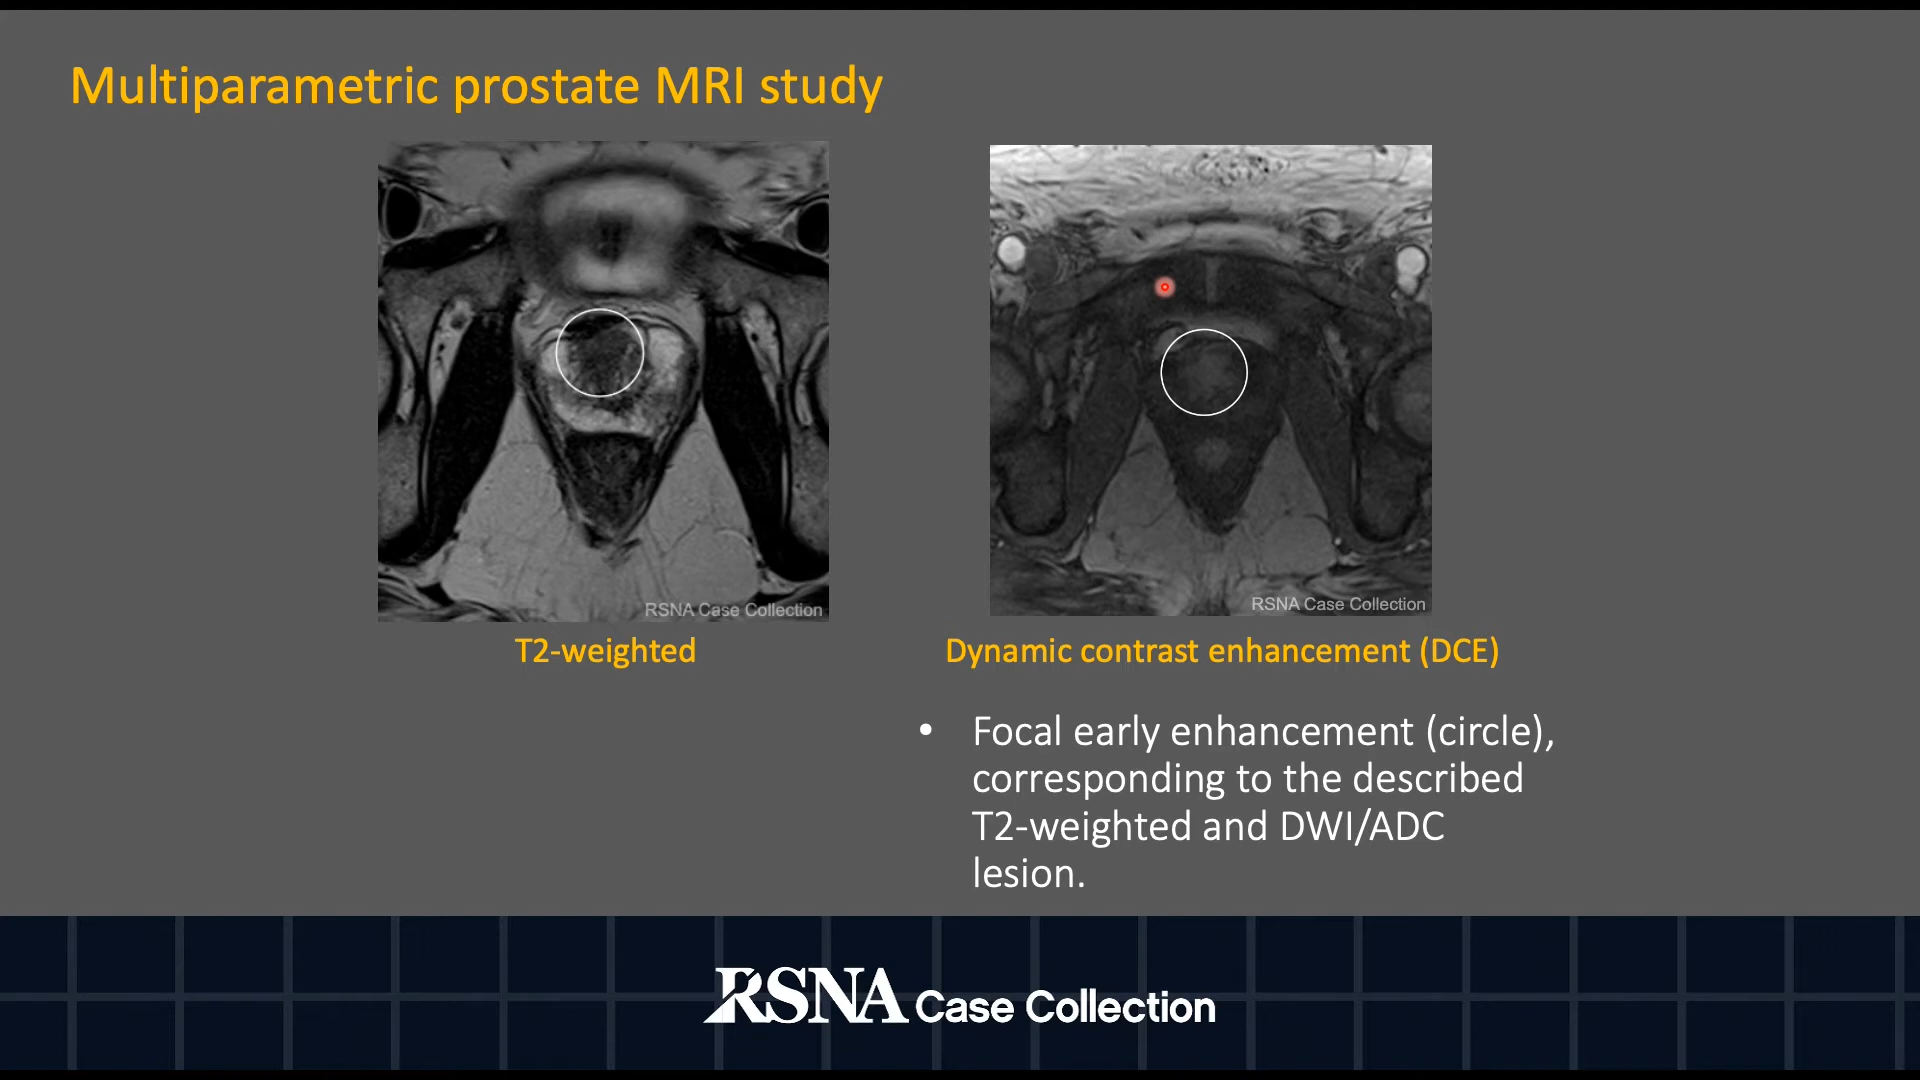 Multiparametric prostate MRI study
RSNA Case Collection
RSNA Case Collection
T2-weighted
Dynamic contrast enhancement (DCE)
• Focal early enhancement (circle),
corresponding to the described
T2-weighted and DWI/ADC
lesion.
RSNA Case Collection